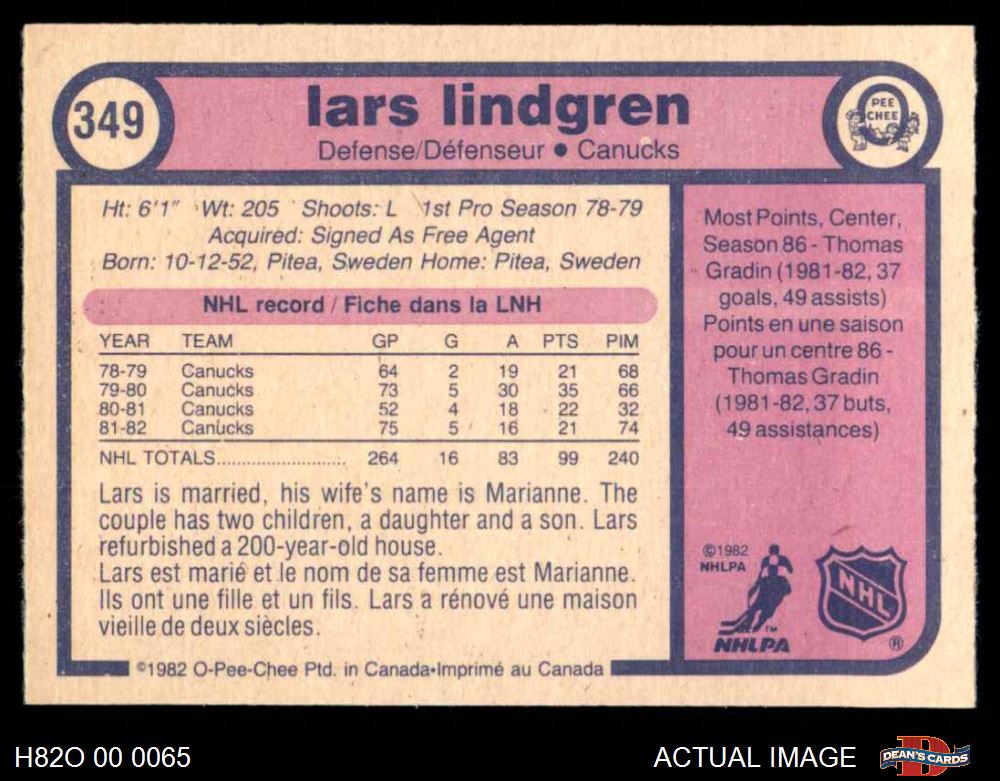 349
lars lindgren
Defense/Défenseur • Canucks
PEE
CHEE
Ht: 6'1" Wt: 205 Shoots: L 1st Pro Season 78-79
Acquired: Signed As Free Agent
Born: 10-12-52, Pitea, Sweden Home: Pitea, Sweden
NHL record / Fiche dans la LNH
YEAR TEAM GP G A PTS PIM
78-79 Canucks 64 2 19 21 68
79-80 Canucks 73 5 30 35 66
80-81 Canucks 52 4 18 22 32
81-82 Canucks 75 5 16 21 74
NHL TOTALS.................... 264 16 83 99 240
Lars is married, his wife's name is Marianne. The
couple has two children, a daughter and a son. Lars
refurbished a 200-year-old house.
Lars est marié et le nom de sa femme est Marianne.
Ils ont une fille et un fils. Lars a rénové une maison
vieille de deux siècles.
©1982 O-Pee-Chee Ptd. in Canada•Imprimé au Canada
Most Points, Center,
Season 86 - Thomas
Gradin (1981-82, 37
goals, 49 assists)
Points en une saison
pour un centre 86 -
Thomas Gradin
(1981-82, 37 buts,
49 assistances)
©1982
NHLPA
TM
NHLPA
NHL
®
H82O 00 0065
ACTUAL IMAGE
DEAN'S CARDS